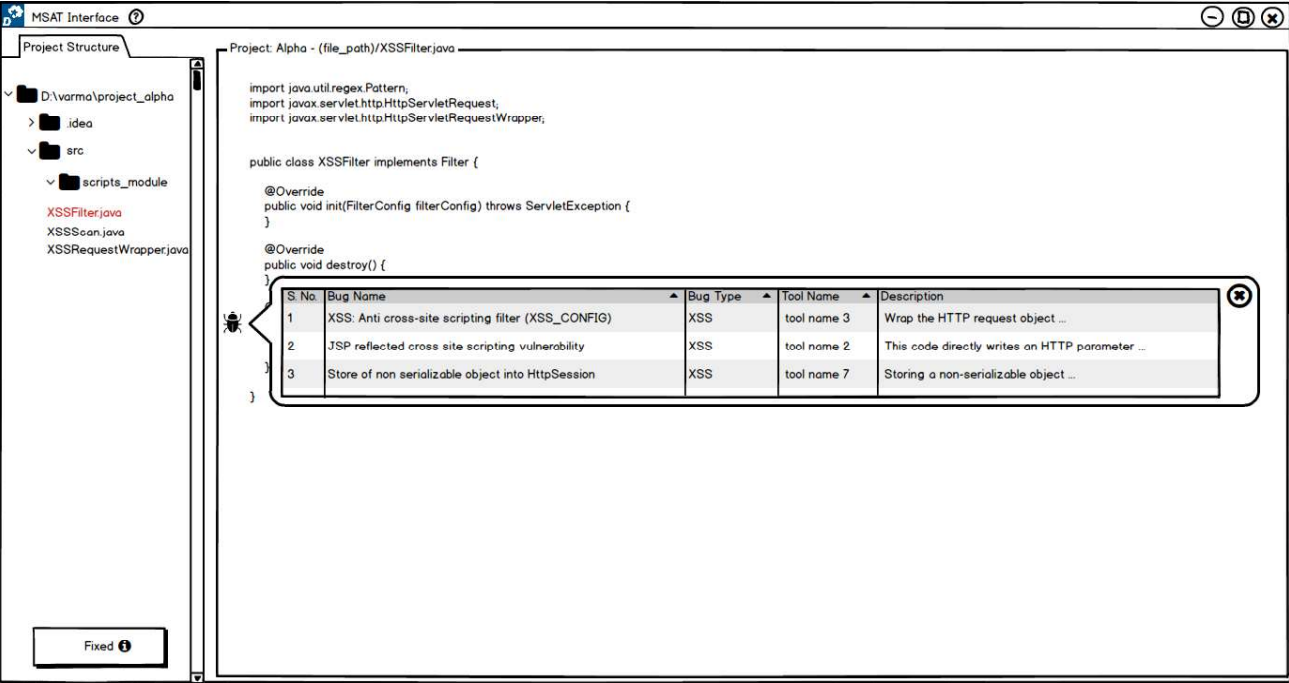 D
MSAT Interface ?
Project Structure
D:\varma\project_alpha
.idea
src
scripts_module
XSSFilter.java
XSSScan.java
XSSRequestWrapper.java
Fixed i
Project: Alpha - (file_path)/XSSFilter.java
import java.util.regex.Pattern;
import javax.servlet.http.HttpServletRequest;
import javax.servlet.http.HttpServletRequestWrapper;
public class XSSFilter implements Filter {
@Override
public void init(FilterConfig filterConfig) throws ServletException {
}
@Override
public void destroy() {
}
S. No. Bug Name Bug Type Tool Name Description
1 XSS: Anti cross-site scripting filter (XSS_CONFIG) XSS tool name 3 Wrap the HTTP request object ...
2 JSP reflected cross site scripting vulnerability XSS tool name 2 This code directly writes an HTTP parameter ...
3 Store of non serializable object into HttpSession XSS tool name 7 Storing a non-serializable object ...
}
}